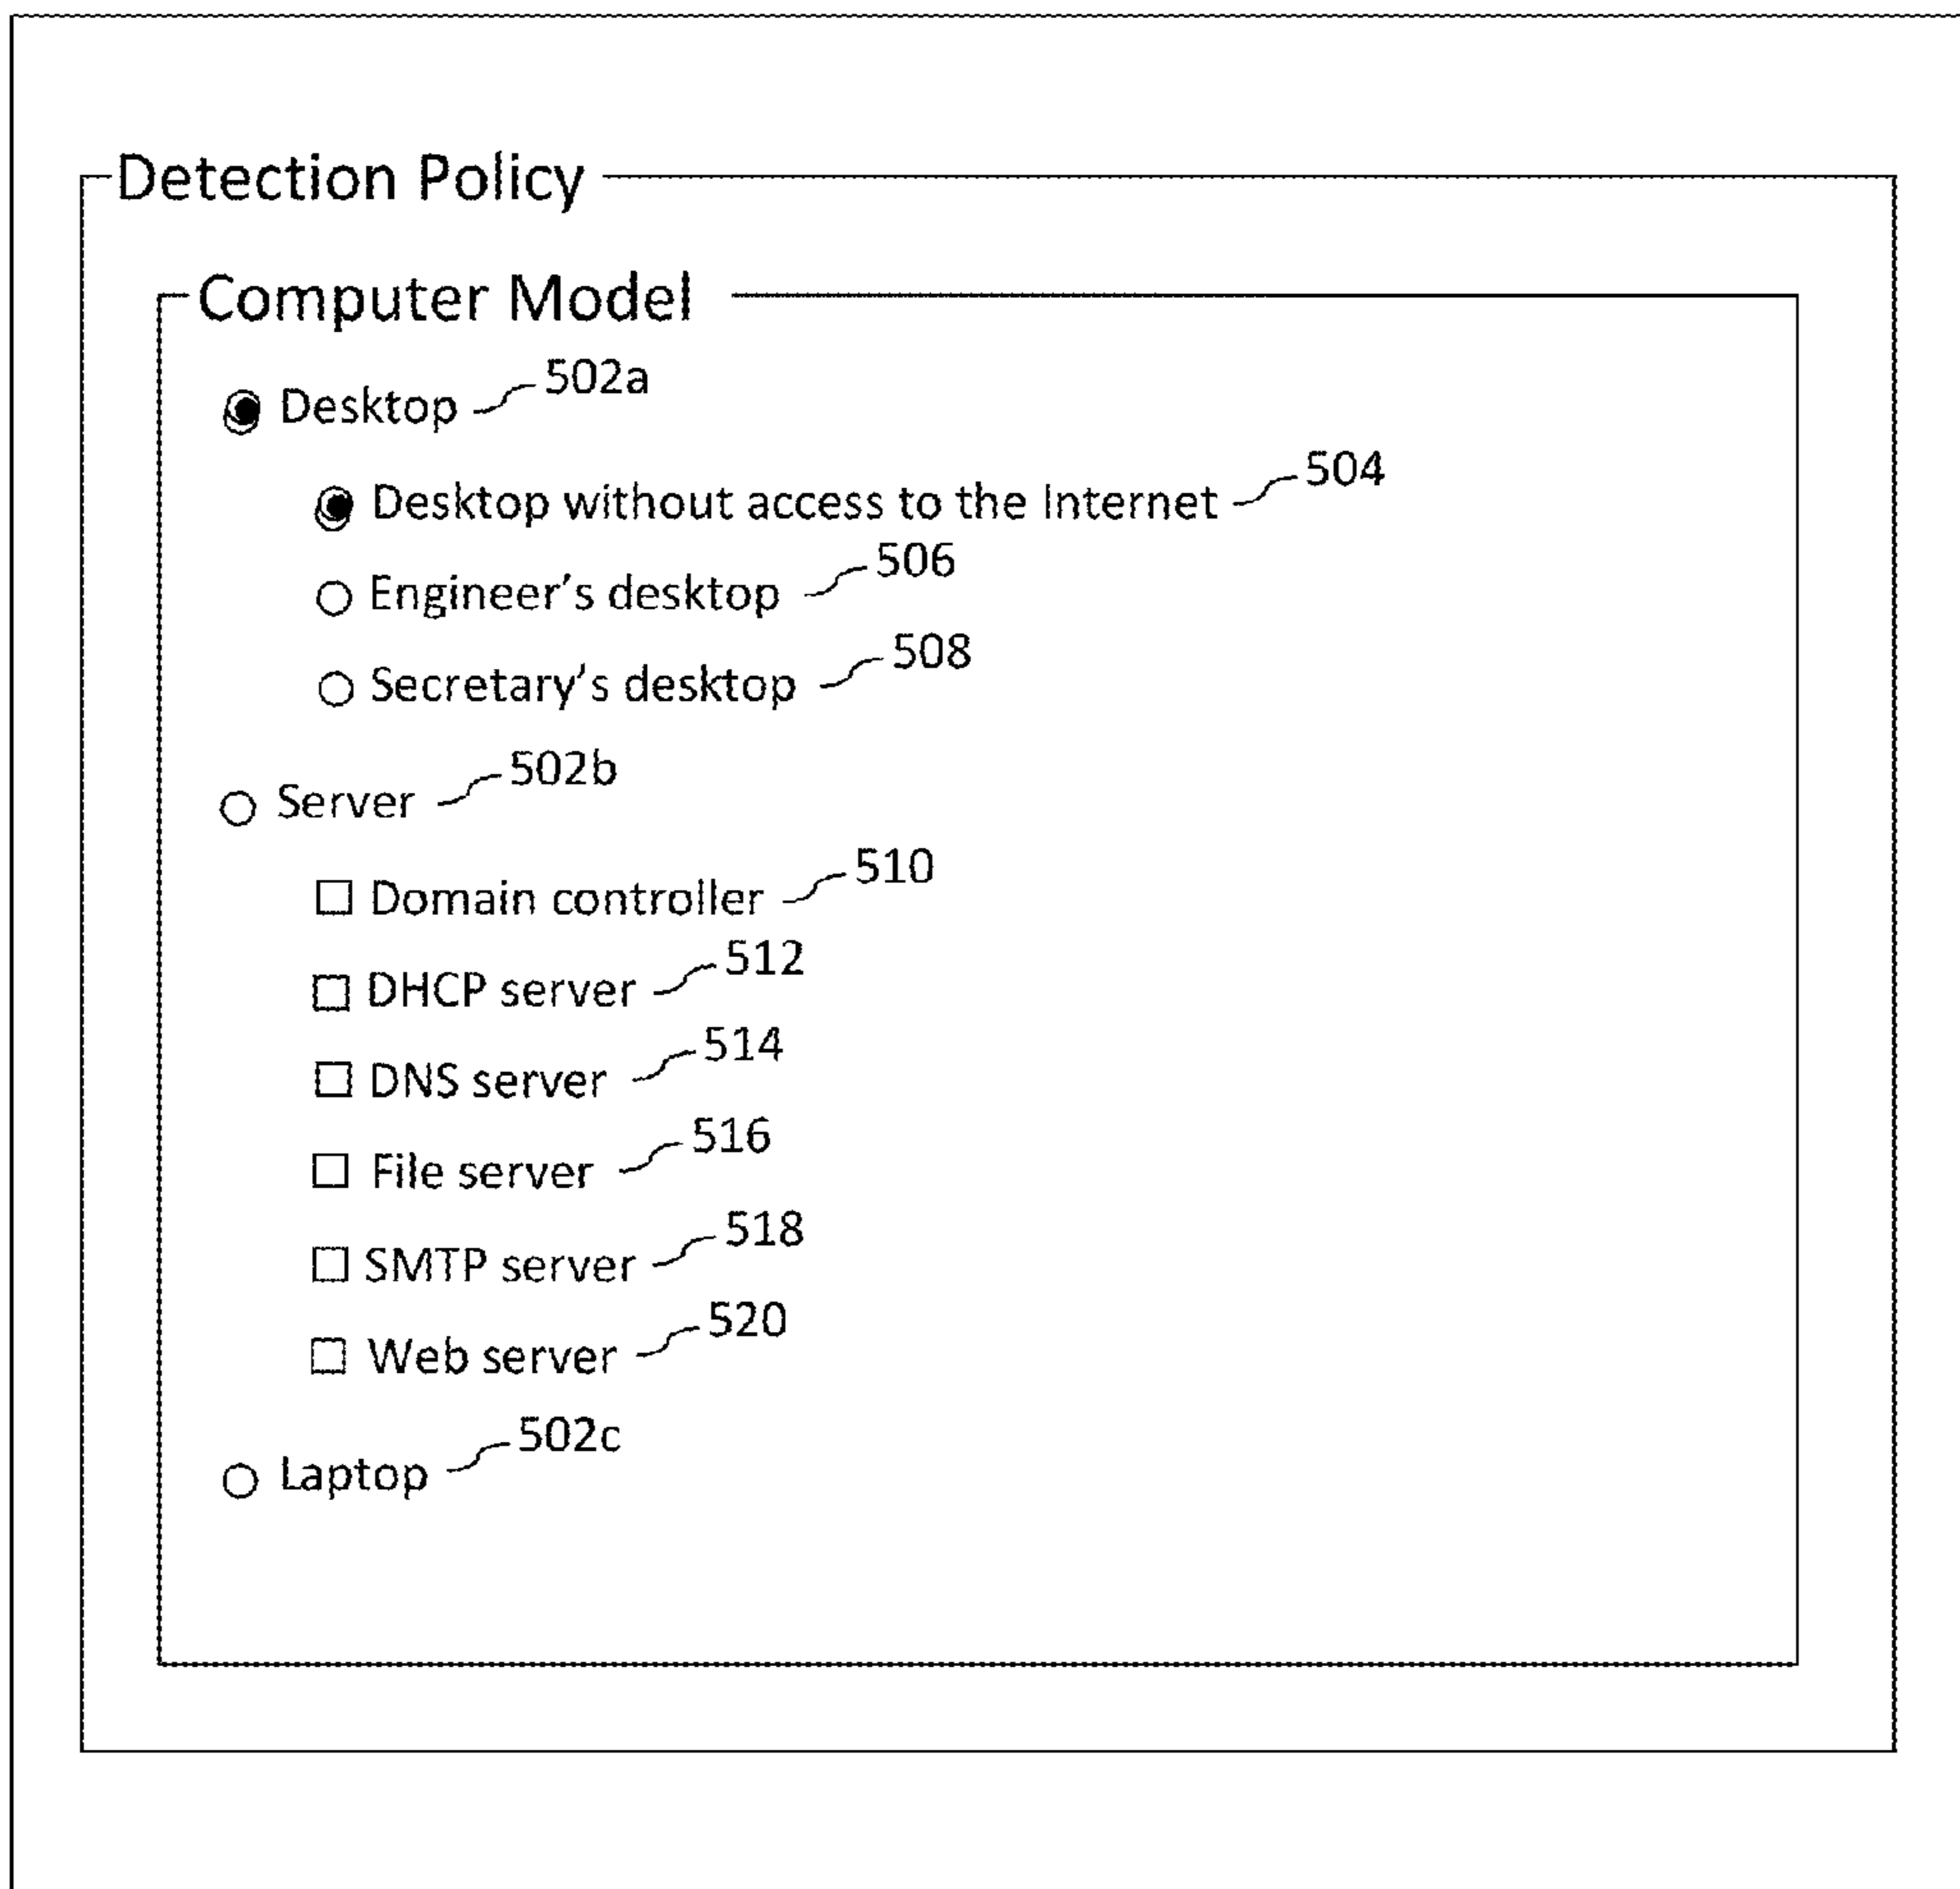 Detection Policy
Computer Model
Desktop 502a
Desktop without access to the Internet 504
Engineer's desktop 506
Secretary's desktop 508
Server 502b
Domain controller 510
DHCP server 512
DNS server 514
File server 516
SMTP server 518
Web server 520
Laptop 502c